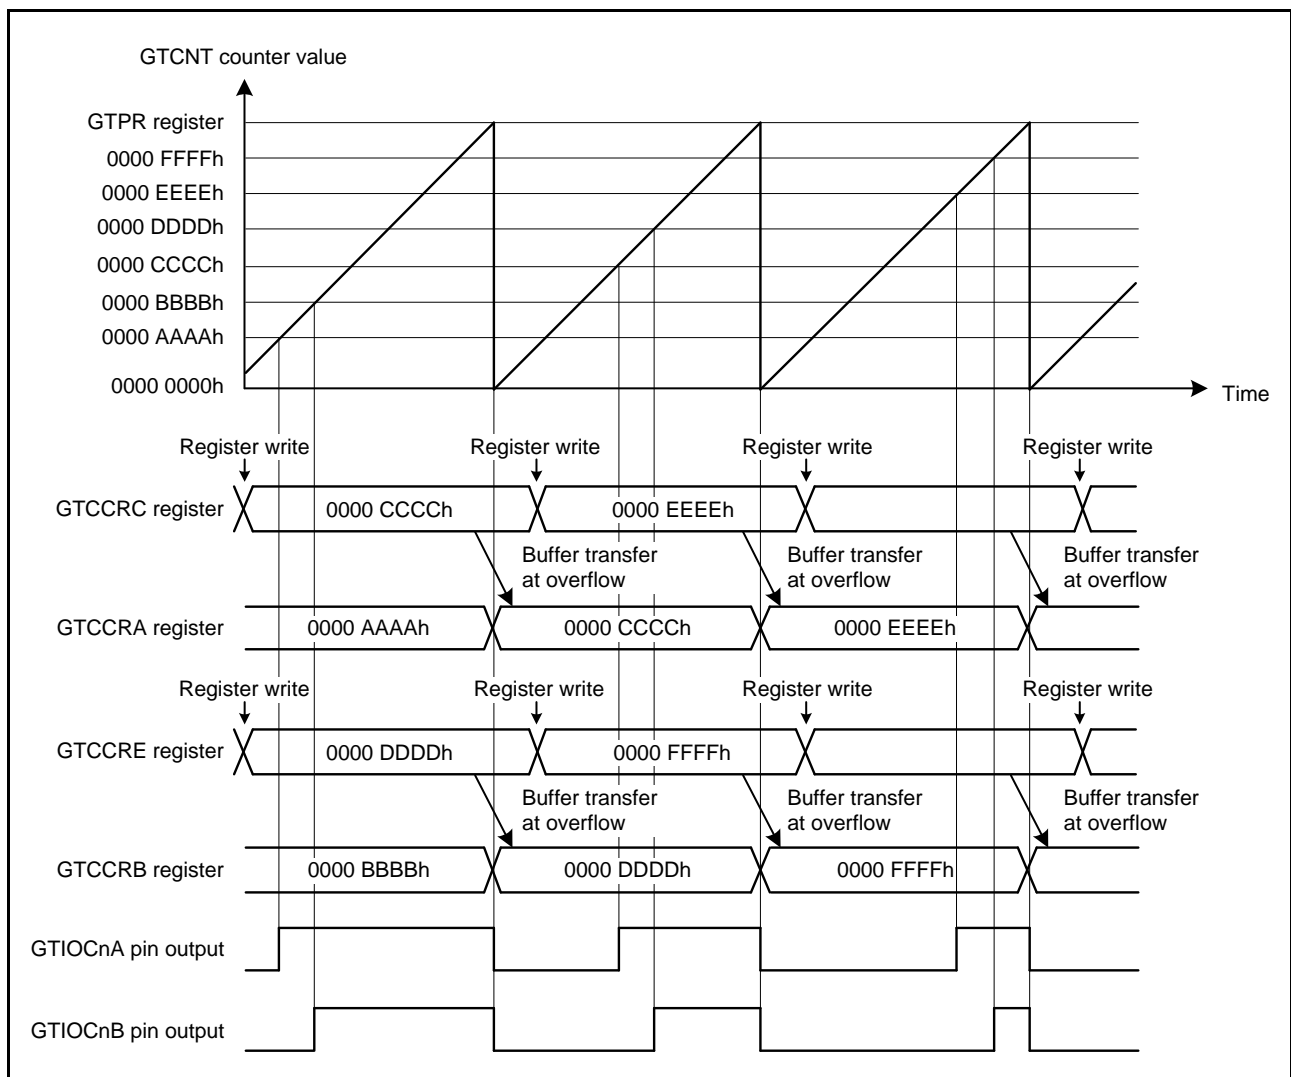 GTCNT counter value
GTPR register
0000 FFFFh
0000 EEEEh
0000 DDDDh
0000 CCCCh
0000 BBBBh
0000 AAAAh
0000 0000h
Time
Register write
Register write
Register write
Register write
GTCCRC register
0000 CCCCh
0000 EEEEh
Buffer transfer
at overflow
Buffer transfer
at overflow
Buffer transfer
at overflow
GTCCRA register
0000 AAAAh
0000 CCCCh
0000 EEEEh
Register write
Register write
Register write
Register write
GTCCRE register
0000 DDDDh
0000 FFFFh
Buffer transfer
at overflow
Buffer transfer
at overflow
Buffer transfer
at overflow
GTCCRB register
0000 BBBBh
0000 DDDDh
0000 FFFFh
GTIOCnA pin output
GTIOCnB pin output